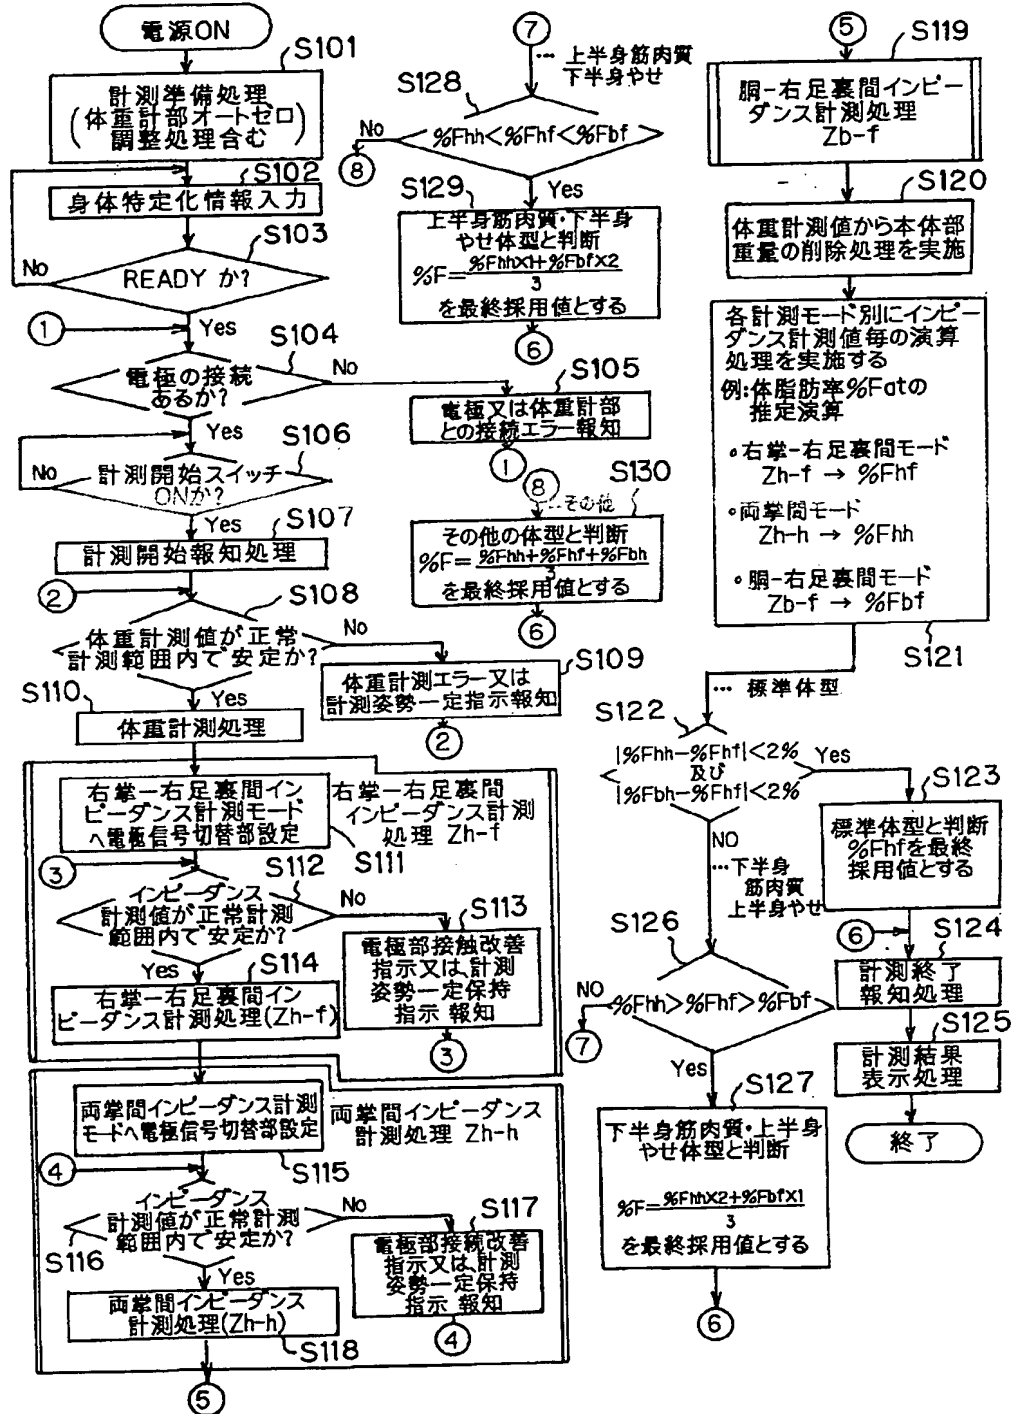 電源ON
S101
計測準備処理
(体重計部オートゼロ
調整処理含む)
S102
身体特定化情報入力
S103
READYか?
No
Yes
①
S104
電極の接続
あるか?
No
Yes
S105
電極又は体重計部
との接続エラー報知
①
S106
計測開始スイッチ
ONか?
No
Yes
S107
計測開始報知処理
②
S108
体重計測値が正常
計測範囲内で安定か?
No
Yes
S109
体重計測エラー又は
計測姿勢一定指示報知
②
S110
体重計測処理
右掌ー右足裏間イン
ピーダンス計測モード
へ電極信号切替部設定
S111
右掌ー右足裏間
インピーダンス計測
処理 Zh-f
③
S112
インピーダンス
計測値が正常計測
範囲内で安定か?
No
Yes
S113
電極部接触改善
指示又は、計測
姿勢一定保持
指示 報知
③
S114
右掌ー右足裏間イン
ピーダンス計測処理(Zh-f)
両掌間インピーダンス計測
モードへ電極信号切替部設定
S115
両掌間インピーダンス
計測処理 Zh-h
④
S116
インピーダンス
計測値が正常計測
範囲内で安定か?
No
Yes
S117
電極部接続改善
指示又は、計測
姿勢一定保持
指示 報知
④
両掌間インピーダンス
計測処理(Zh-h)
S118
⑤
⑦
… 上半身筋肉質
下半身やせ
S128
%Fhh<%Fhf<%Fbf
No
⑧
Yes
S129
上半身筋肉質・下半身
やせ体型と判断
%F=%Fhh×1+%Fbf×2
3
を最終採用値とする
⑥
⑧
S130
…その他
その他の体型と判断
%F=%Fhh+%Fhf+%Fbh
3
を最終採用値とする
⑥
⑤
S119
胴-右足裏間インピー
ダンス計測処理
Zb-f
S120
体重計測値から本体部
重量の削除処理を実施
各計測モード別にインピー
ダンス計測値毎の演算
処理を実施する
例:体脂肪率%Fatの
推定演算
•右掌-右足裏間モード
Zh-f → %Fhf
•両掌間モード
Zh-h → %Fhh
•胴-右足裏間モード
Zb-f → %Fbf
S121
… 標準体型
S122
|%Fhh-%Fhf|<2%
及び
|%Fbh-%Fhf|<2%
Yes
NO
S123
標準体型と判断
%Fhfを最終
採用値とする
…下半身
筋肉質
上半身やせ
⑥
S124
計測終了
報知処理
S125
計測結果
表示処理
終了
S126
%Fhh>%Fhf>%Fbf
NO
⑦
Yes
S127
下半身筋肉質・上半身
やせ体型と判断
%F=%Fhh×2+%Fbf×1
3
を最終採用値とする
⑥